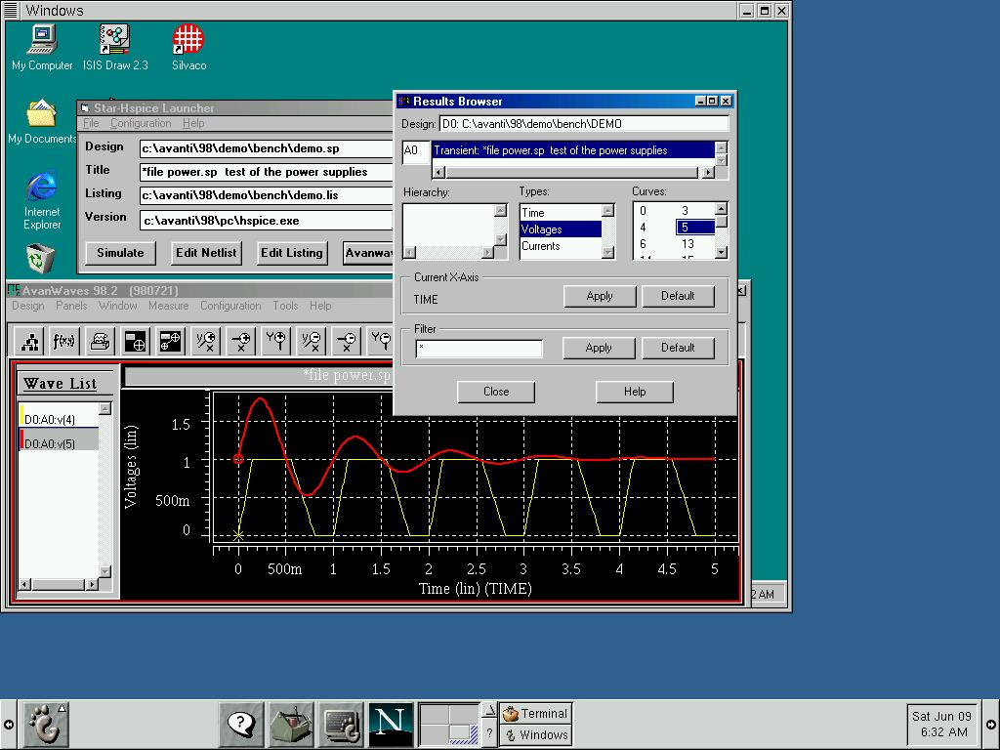 Windows
My Computer
ISIS Draw 2.3
Silvaco
My Documents
Internet
Explorer
Star-Hspice Launcher
File Configuration Help
Design c:\avanti\98\demo\bench\demo.sp
Title *file power.sp test of the power supplies
Listing c:\avanti\98\demo\bench\demo.lis
Version c:\avanti\98\pc\hspice.exe
Simulate Edit Netlist Edit Listing Avanwa
Results Browser
Design: D0: C:\avanti\98\demo\bench\DEMO
A0 Transient: *file power.sp test of the power supplies
Hierarchy: Types: Curves:
Time
Voltages
Currents
0 3
4 5
6 13
14 15
Current X-Axis
TIME Apply Default
Filter
* Apply Default
Close Help
AvanWaves 98.2 (980721)
Design Panels Window Measure Configuration Tools Help
f(x)
Wave List
D0:A0:v(4)
D0:A0:v(5)
*file power.sp
Voltages (lin)
1.5
1
500m
0
0 500m 1 1.5 2 2.5 3 3.5 4 4.5 5
Time (lin) (TIME)
2 AM
?
N
?
Terminal
Windows
Sat Jun 09
6:32 AM